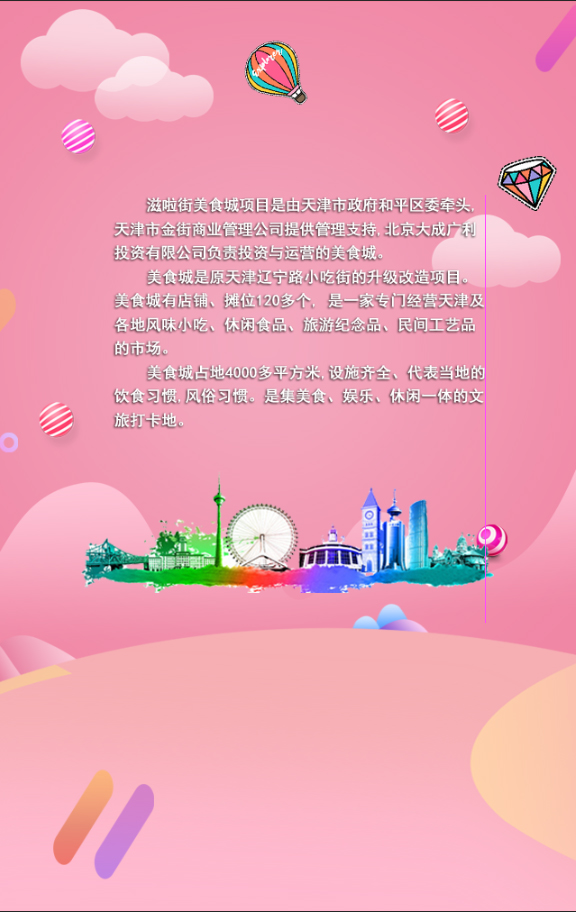 滋啦街美食城项目是由天津市政府和平区委牵头,
天津市金街商业管理公司提供管理支持,北京大成广利
投资有限公司负责投资与运营的美食城。
美食城是原天津辽宁路小吃街的升级改造项目。
美食城有店铺、摊位120多个, 是一家专门经营天津及
各地风味小吃、休闲食品、旅游纪念品、民间工艺品
的市场。
美食城占地4000多平方米,设施齐全、代表当地的
饮食习惯,风俗习惯。是集美食、娱乐、休闲一体的文
旅打卡地。